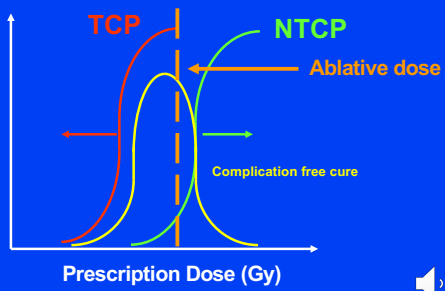 TCP
NTCP
Ablative dose
Complication free cure
Prescription Dose (Gy)